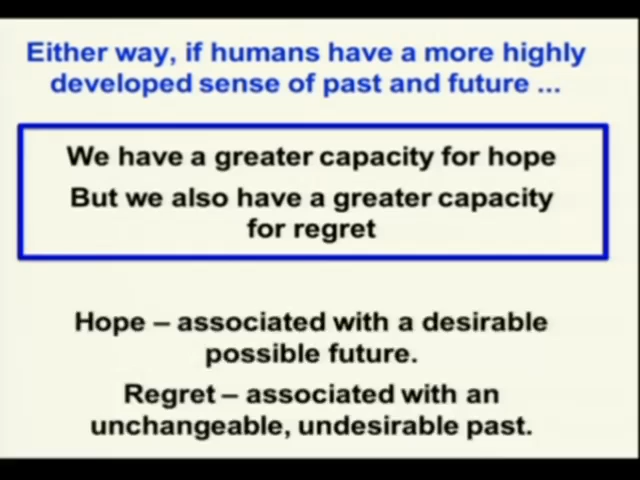 Either way, if humans have a more highly
developed sense of past and future ...
We have a greater capacity for hope
But we also have a greater capacity
for regret
Hope – associated with a desirable
possible future.
Regret – associated with an
unchangeable, undesirable past.